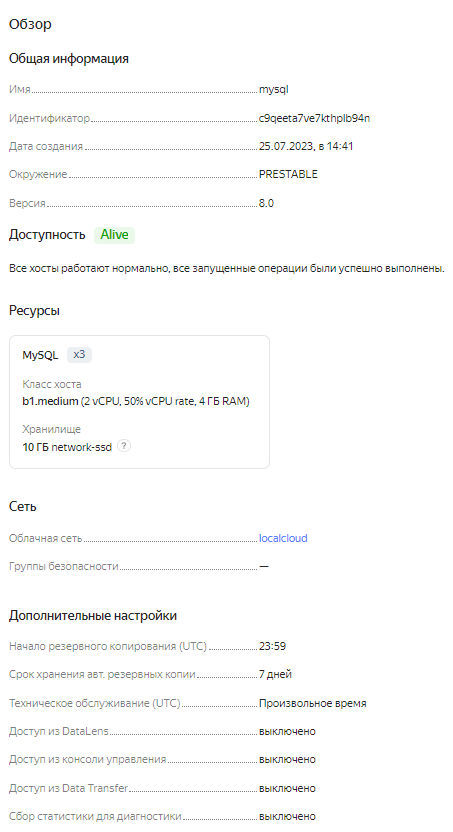 Обзор
Общая информация
Имя mysql
Идентификатор c9qeeta7ve7kthplb94n
Дата создания 25.07.2023, в 14:41
Окружение PRESTABLE
Версия 8.0
Доступность Alive
Все хосты работают нормально, все запущенные операции были успешно выполнены.
Ресурсы
MySQL x3
Класс хоста
b1.medium (2 vCPU, 50% vCPU rate, 4 ГБ RAM)
Хранилище
10 ГБ network-ssd ?
Сеть
Облачная сеть localcloud
Группы безопасности —
Дополнительные настройки
Начало резервного копирования (UTC) 23:59
Срок хранения авт. резервных копии 7 дней
Техническое обслуживание (UTC) Произвольное время
Доступ из DataLens выключено
Доступ из консоли управления выключено
Доступ из Data Transfer выключено
Сбор статистики для диагностики выключено